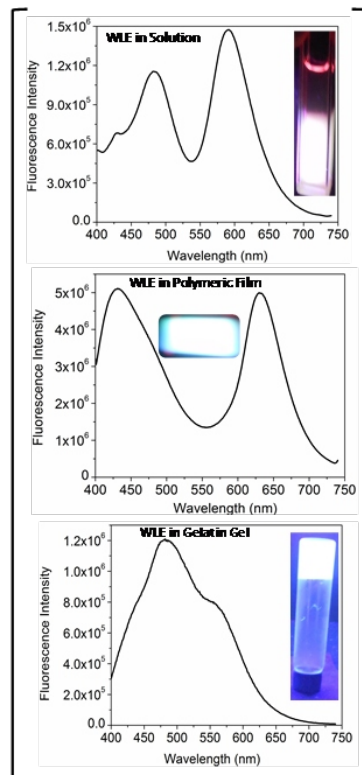 WLE in Solution
Fluorescence Intensity
1.5x10⁶
1.2x10⁶
9.0x10⁵
6.0x10⁵
3.0x10⁵
0.0
400 450 500 550 600 650 700 750
Wavelength (nm)
WLE in Polymeric Film
Fluorescence Intensity
5x10⁶
4x10⁶
3x10⁶
2x10⁶
1x10⁶
400 450 500 550 600 650 700 750
Wavelength (nm)
WLE in Gelatin Gel
Fluorescence Intensity
1.2x10⁶
1.0x10⁶
8.0x10⁵
6.0x10⁵
4.0x10⁵
2.0x10⁵
0.0
400 450 500 550 600 650 700 750
Wavelength (nm)